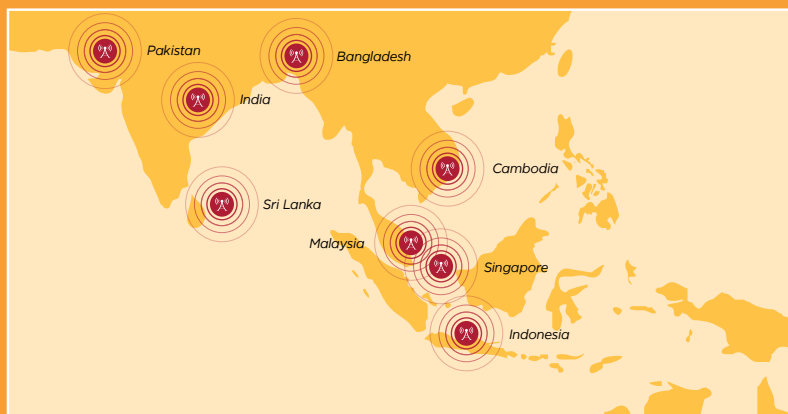 Pakistan
Bangladesh
India
Cambodia
Sri Lanka
Malaysia
Singapore
Indonesia